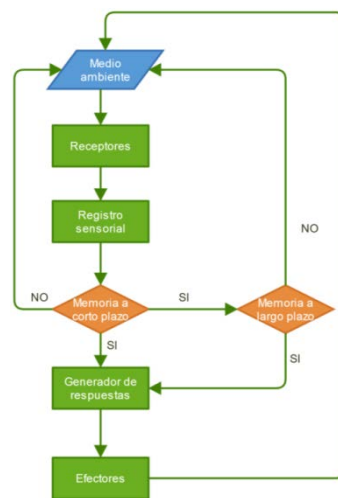 Medio
ambiente
Receptores
Registro
sensorial
NO
NO
Memoria a
corto plazo
SI
Memoria a
largo plazo
SI
SI
Generador de
respuestas
Efectores